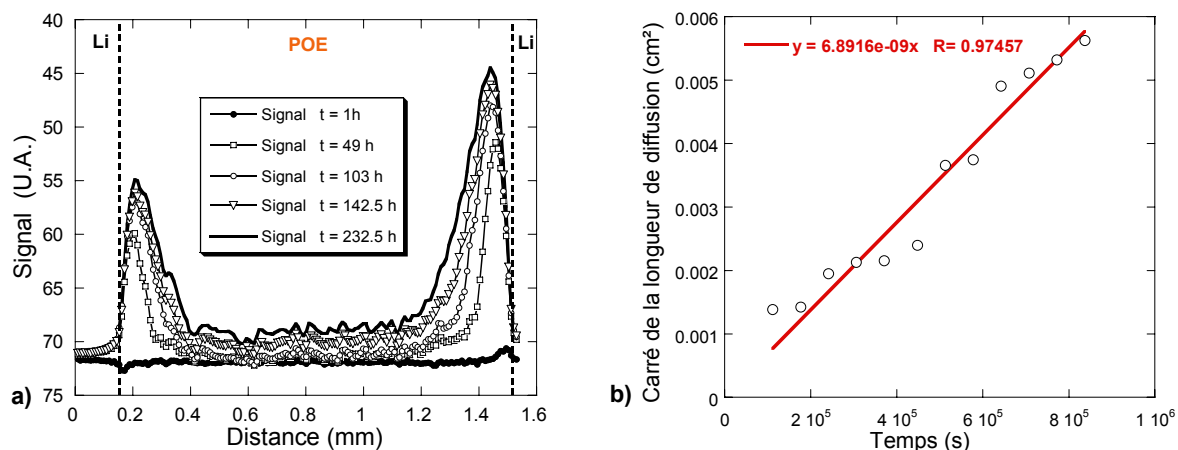 Li
POE
Li
Signal (U.A.)
40
45
50
55
60
65
70
75
Signal t = 1h
Signal t = 49 h
Signal t = 103 h
Signal t = 142.5 h
Signal t = 232.5 h
0 0.2 0.4 0.6 0.8 1 1.2 1.4 1.6
Distance (mm)
a)
Carré de la longueur de diffusion (cm²)
0.006
0.005
0.004
0.003
0.002
0.001
0
y = 6.8916e-09x R= 0.97457
0 2 10⁵ 4 10⁵ 6 10⁵ 8 10⁵ 1 10⁶
Temps (s)
b)